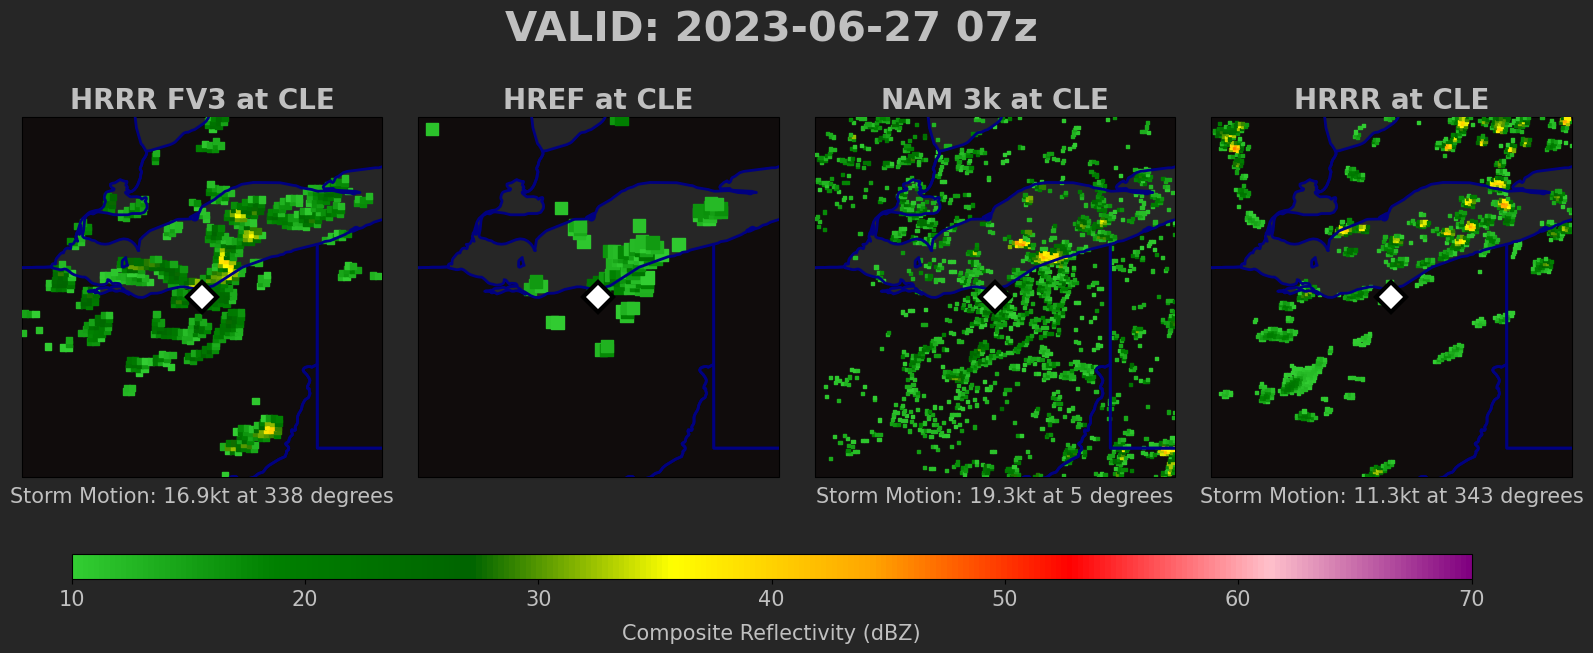 VALID: 2023-06-27 07z
HRRR FV3 at CLE
HREF at CLE
NAM 3k at CLE
HRRR at CLE
Storm Motion: 16.9kt at 338 degrees
Storm Motion: 19.3kt at 5 degrees
Storm Motion: 11.3kt at 343 degrees
10 20 30 40 50 60 70
Composite Reflectivity (dBZ)